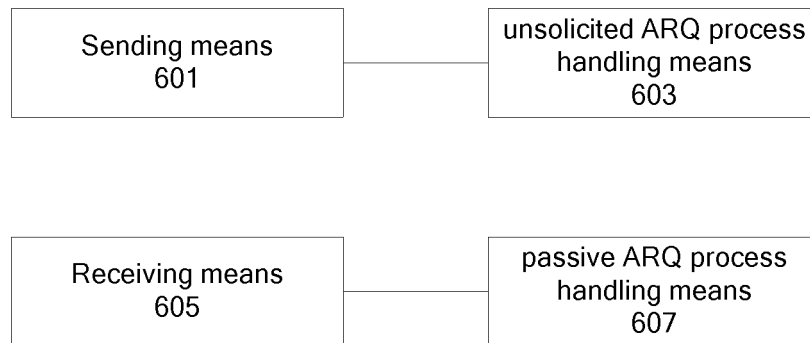 Sending means
601
unsolicited ARQ process
handling means
603
Receiving means
605
passive ARQ process
handling means
607